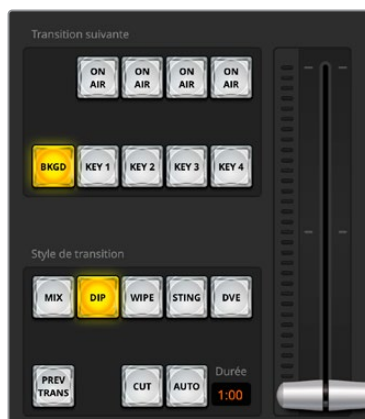 Transition suivante
ON AIR ON AIR ON AIR ON AIR
BKGD KEY 1 KEY 2 KEY 3 KEY 4
Style de transition
MIX DIP WIPE STING DVE
Durée
PREV TRANS CUT AUTO 1:00